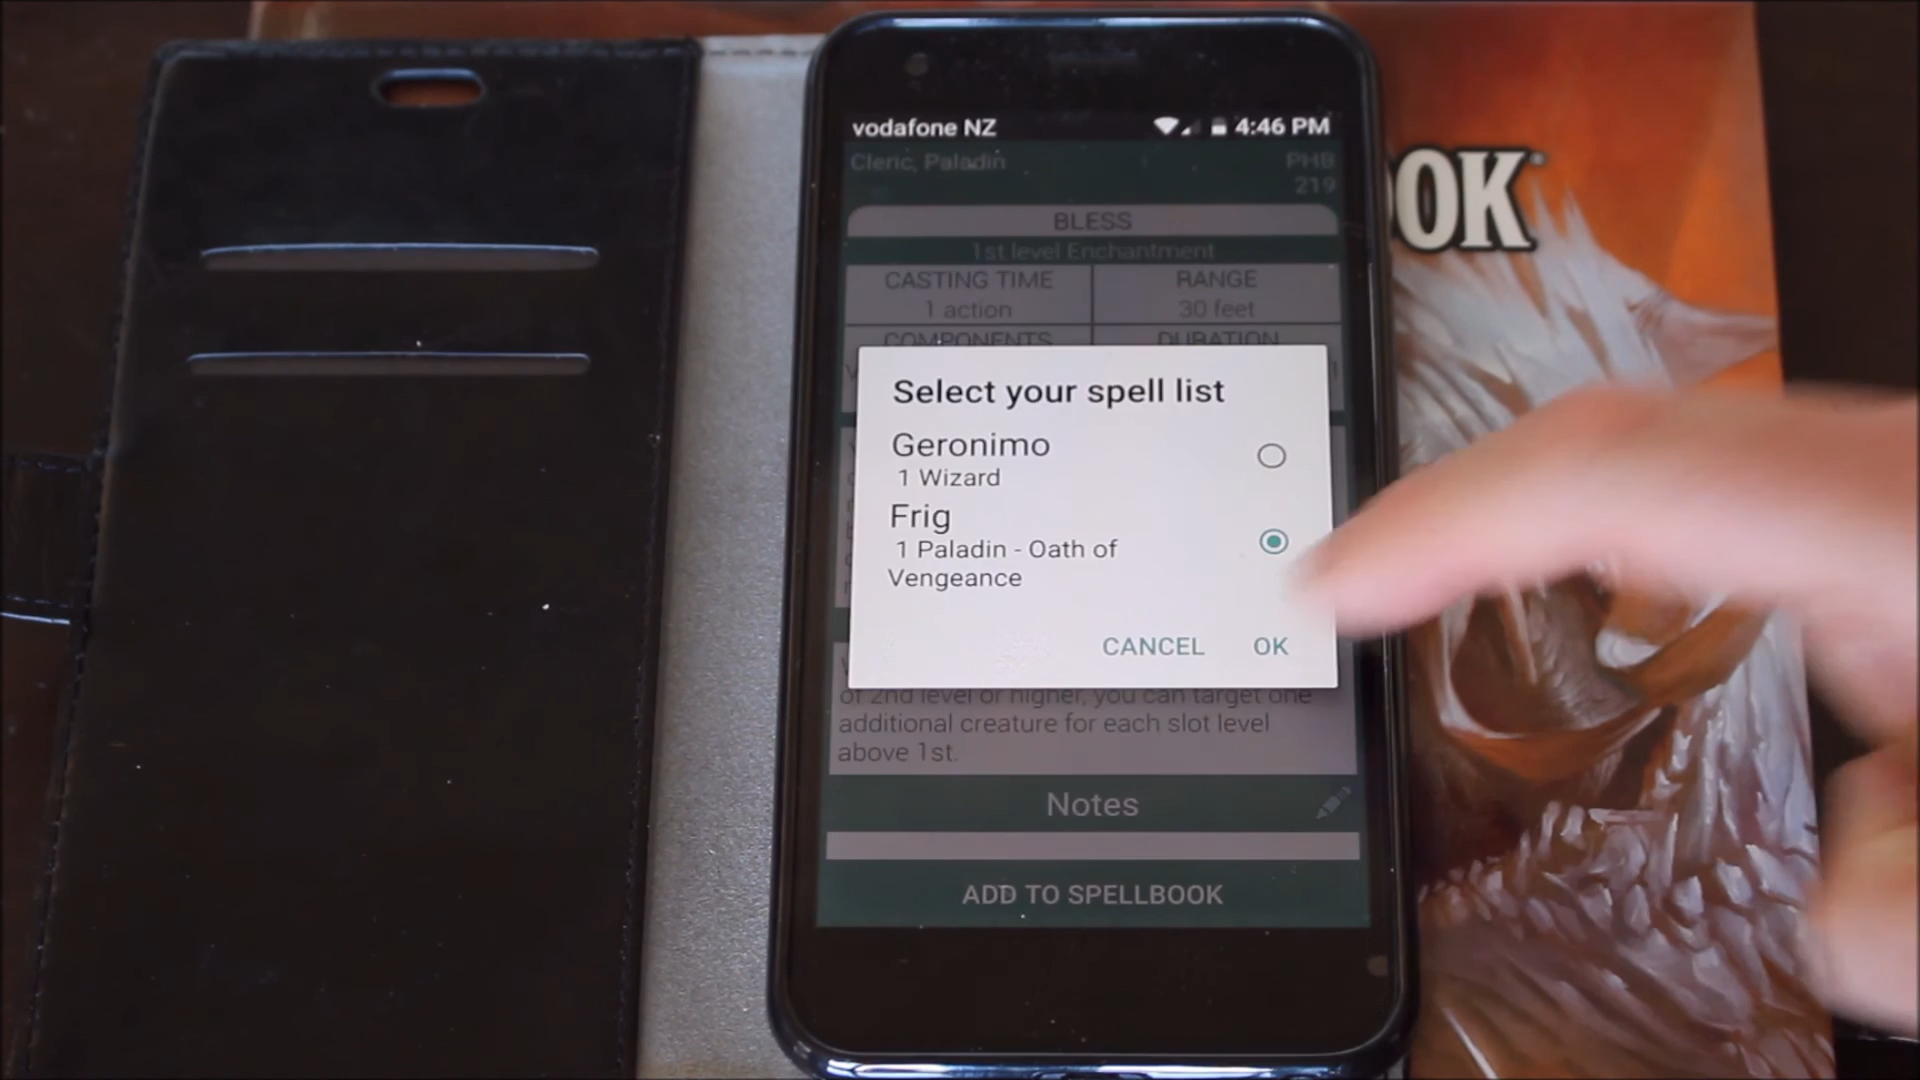 vodafone NZ 4:46 PM
Cleric, Paladin PHB
219
OOK
BLESS
1st level Enchantment
CASTING TIME RANGE
1 action 30 feet
COMPONENTS DURATION
Select your spell list
Geronimo
1 Wizard
Frig
1 Paladin - Oath of
Vengeance
CANCEL OK
of 2nd level or higher, you can target one
additional creature for each slot level
above 1st.
Notes
ADD TO SPELLBOOK